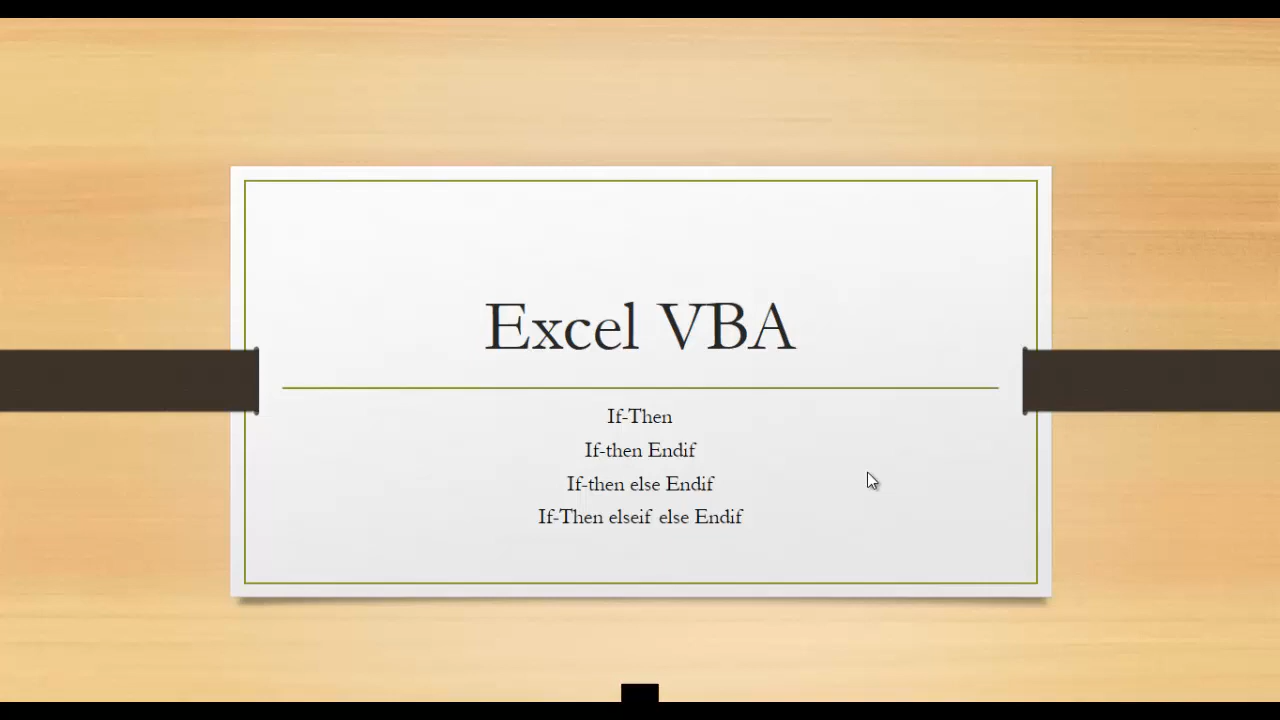 Excel VBA
If-Then
If-then Endif
If-then else Endif
If-Then elseif else Endif